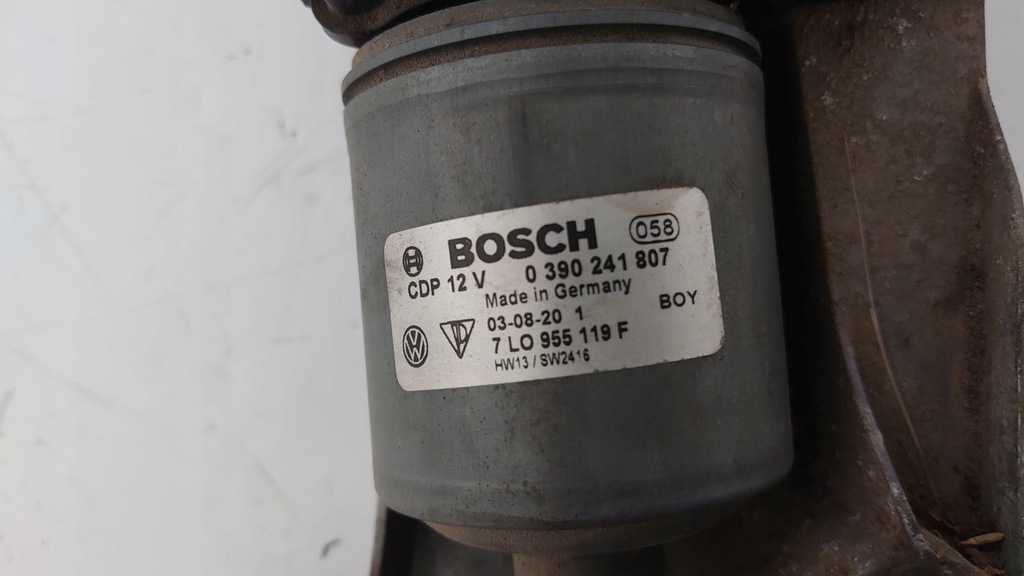 BOSCH 058
CDP 12 V 0 390 241 807
Made in Germany
03-08-20 1 BOY
7 L0 955 119 F
HW13 / SW2416